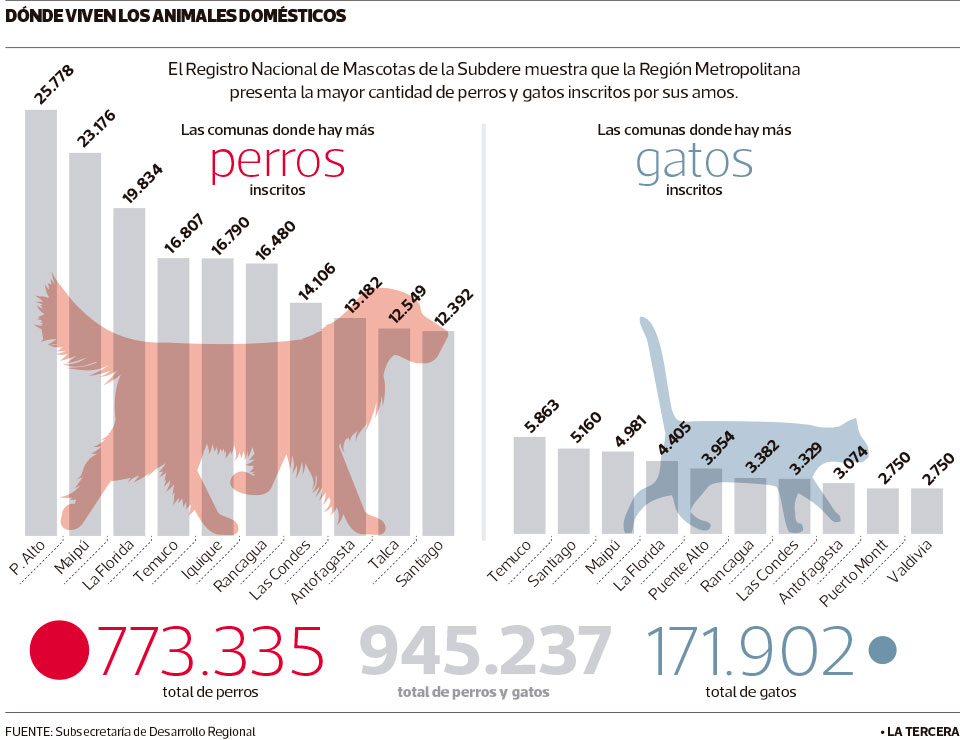 DÓNDE VIVEN LOS ANIMALES DOMÉSTICOS
El Registro Nacional de Mascotas de la Subdere muestra que la Región Metropolitana
presenta la mayor cantidad de perros y gatos inscritos por sus amos.
Las comunas donde hay más
perros
inscritos
25.778
23.176
19.834
16.807
16.790
16.480
14.106
13.182
12.549
12.392
P. Alto
Maipú
La Florida
Temuco
Iquique
Rancagua
Las Condes
Antofagasta
Talca
Santiago
Las comunas donde hay más
gatos
inscritos
5.863
5.160
4.981
4.405
3.954
3.382
3.329
3.074
2.750
2.750
Temuco
Santiago
Maipú
La Florida
Puente Alto
Rancagua
Las Condes
Antofagasta
Puerto Montt
Valdivia
773.335
total de perros
945.237
total de perros y gatos
171.902
total de gatos
FUENTE: Subsecretaría de Desarrollo Regional
• LA TERCERA